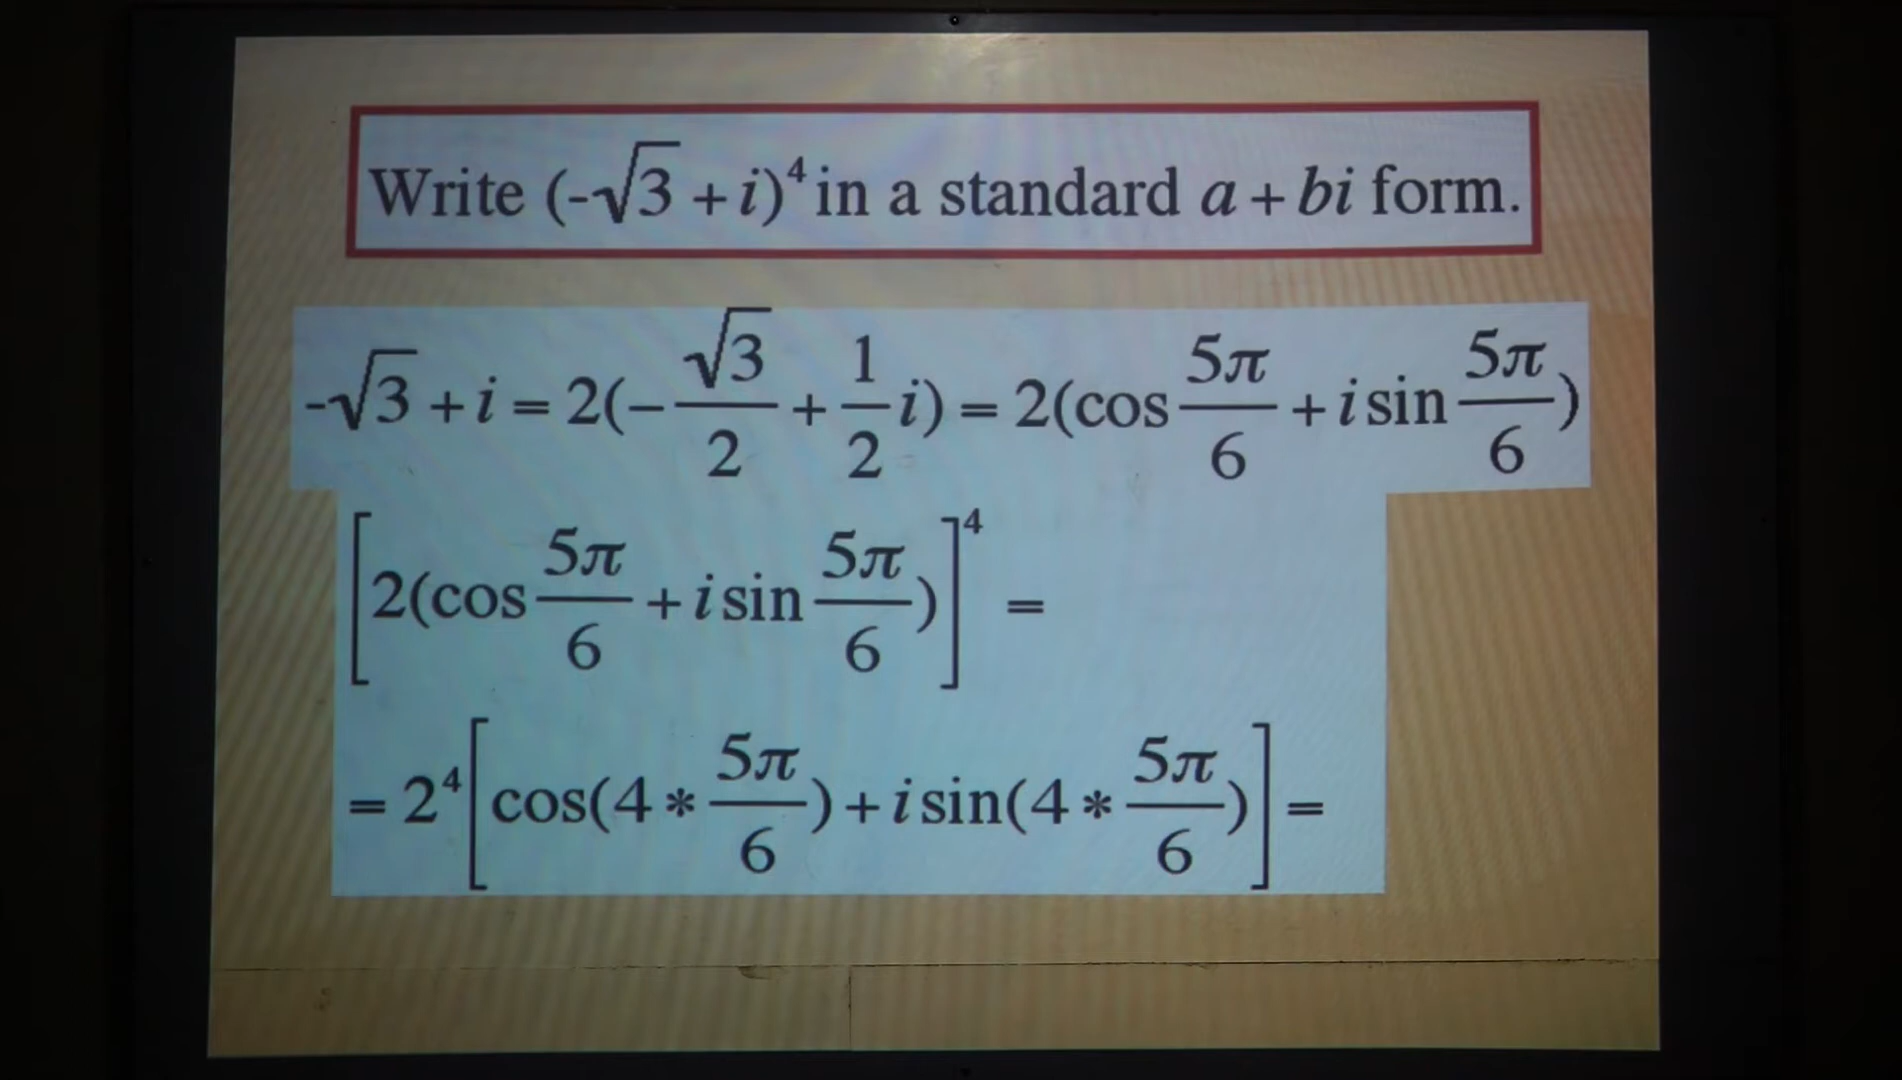 Write (-√3 + i)⁴ in a standard a + bi form.
-√3 + i = 2(-√3/2 + 1/2 i) = 2(cos 5π/6 + i sin 5π/6)
[2(cos 5π/6 + i sin 5π/6)]⁴ =
= 2⁴[cos(4 * 5π/6) + i sin(4 * 5π/6)] =